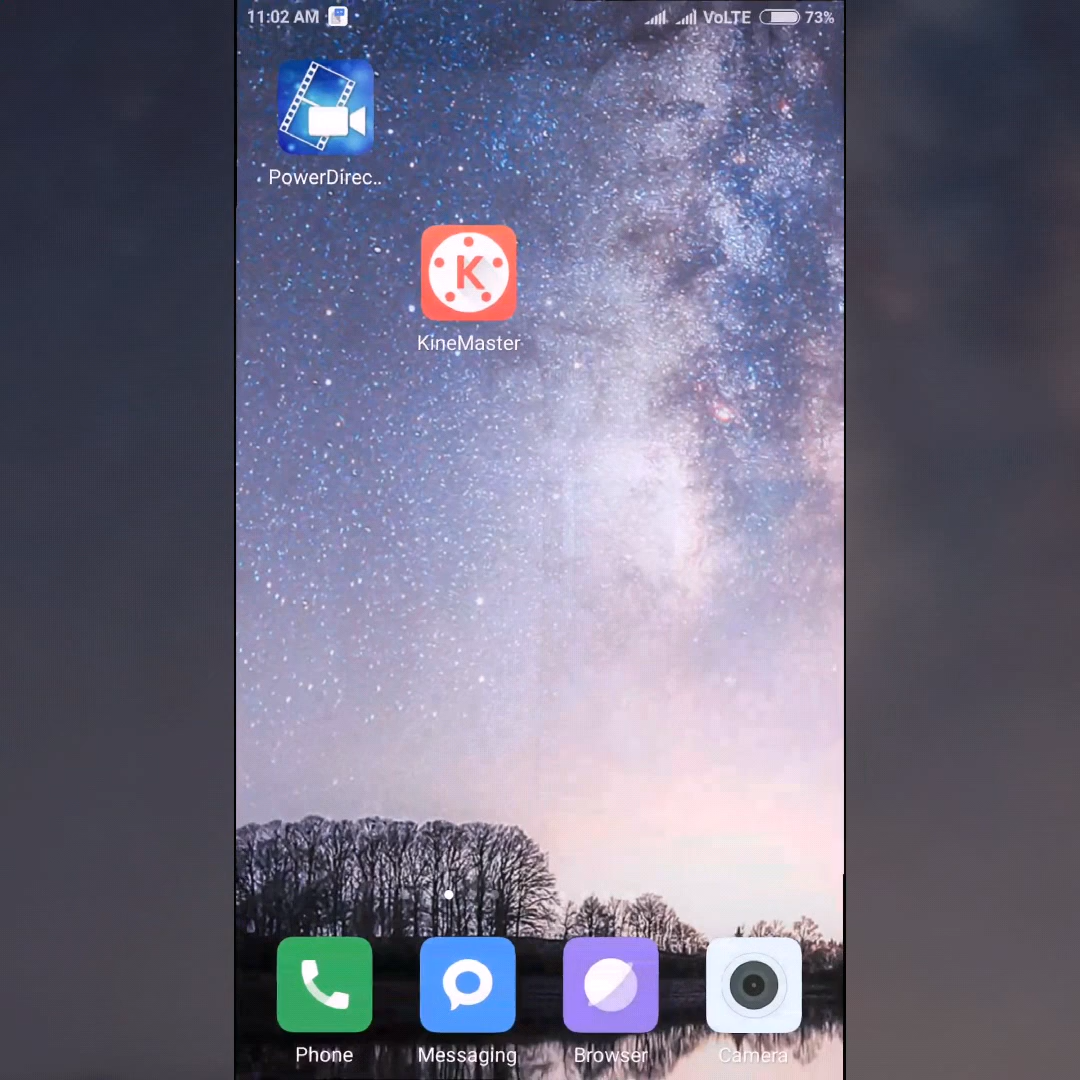 11:02 AM
VoLTE 73%
PowerDirec..
K
KineMaster
Phone
Messaging
Browser
Camera